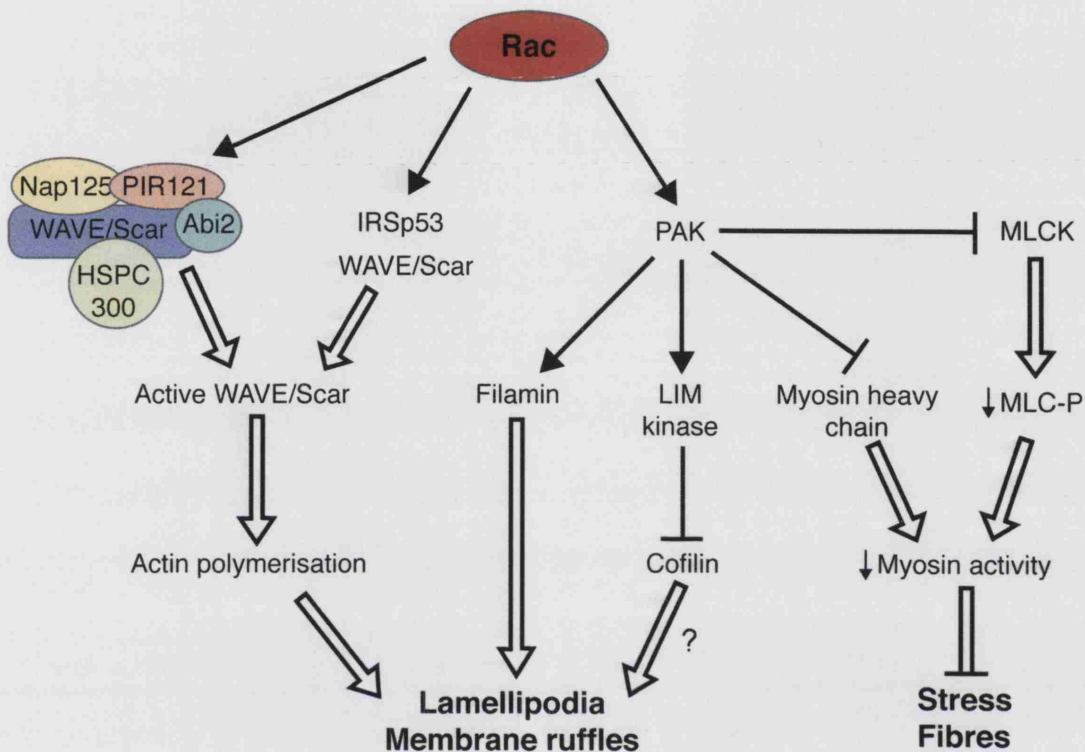 Rac
Nap125 PIR121
WAVE/Scar Abi2
HSPC
300
IRSp53
WAVE/Scar
PAK
MLCK
Active WAVE/Scar
Filamin
LIM
kinase
Myosin heavy
chain
↓MLC-P
Actin polymerisation
Cofilin
↓Myosin activity
?
Lamellipodia
Membrane ruffles
Stress
Fibres